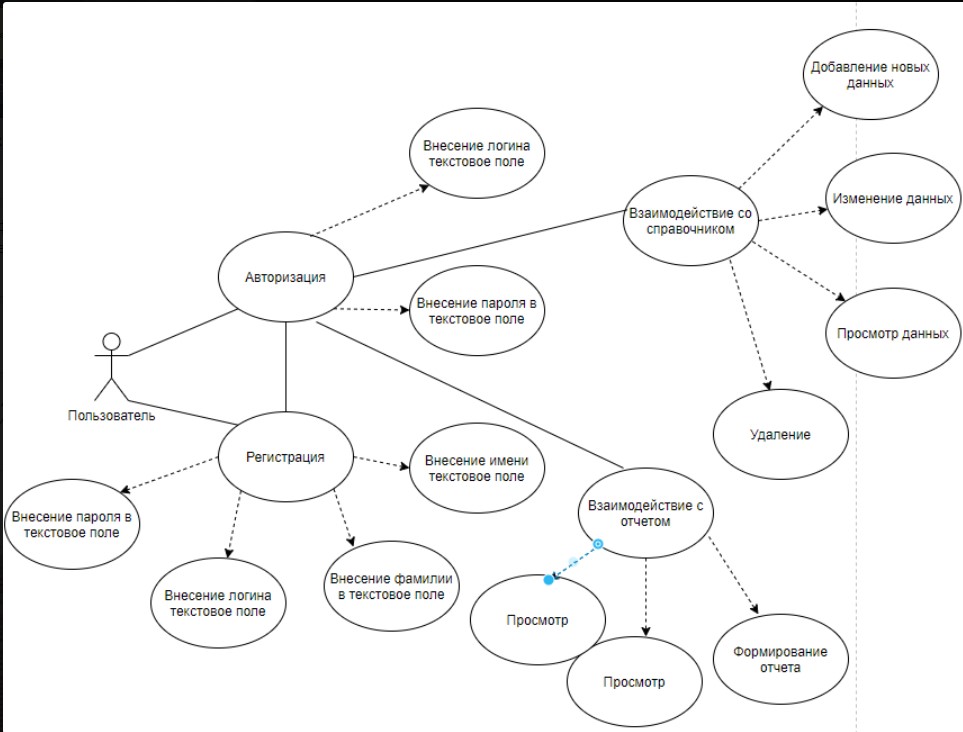 Добавление новых
данных
Внесение логина
текстовое поле
Изменение данных
Взаимодействие со
справочником
Авторизация
Внесение пароля в
текстовое поле
Просмотр данных
Пользователь
Удаление
Регистрация
Внесение имени
текстовое поле
Внесение пароля в
текстовое поле
Взаимодействие с
отчетом
Внесение логина
текстовое поле
Внесение фамилии
в текстовое поле
Просмотр
Просмотр
Формирование
отчета